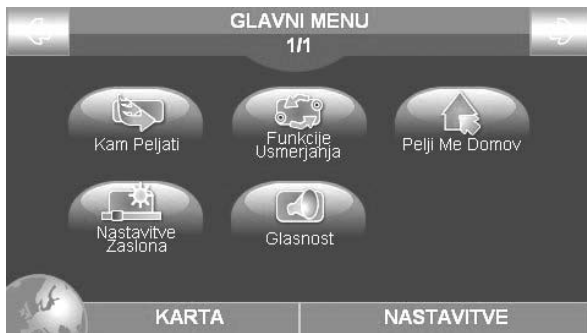 GLAVNI MENU
1/1
Kam Peljati
Funkcije
Usmerjanja
Pelji Me Domov
Nastavitve
Zaslona
Glasnost
KARTA
NASTAVITVE